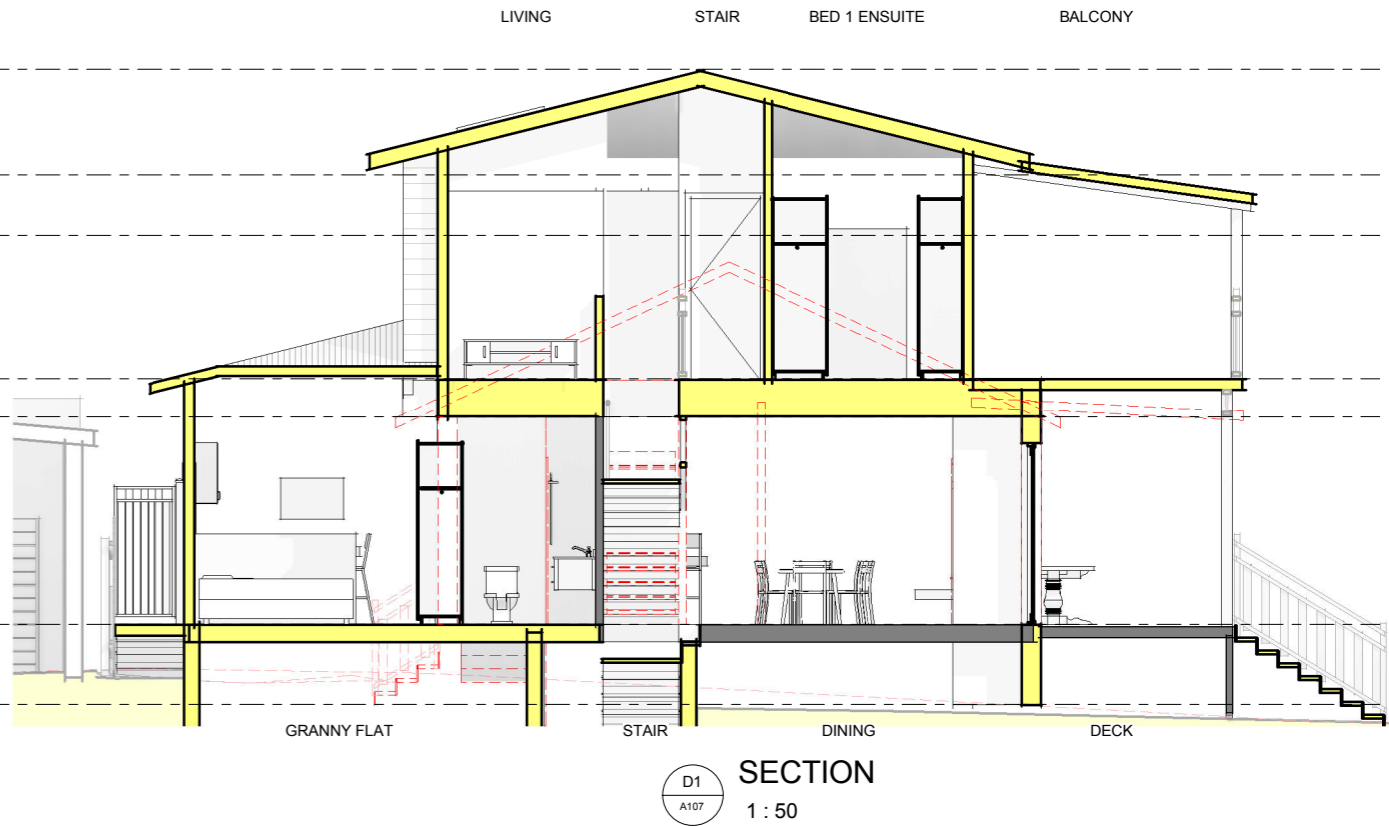 LIVING STAIR BED 1 ENSUITE BALCONY
GRANNY FLAT STAIR DINING DECK
D1
A107
SECTION
1 : 50